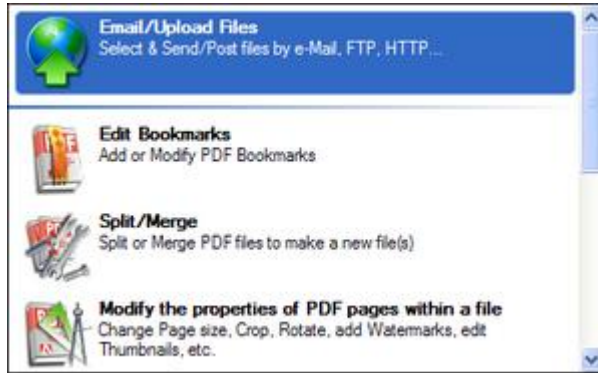 Email/Upload Files
Select & Send/Post files by e-Mail, FTP, HTTP...
Edit Bookmarks
Add or Modify PDF Bookmarks
Split/Merge
Split or Merge PDF files to make a new file(s)
Modify the properties of PDF pages within a file
Change Page size, Crop, Rotate, add Watermarks, edit
Thumbnails, etc.